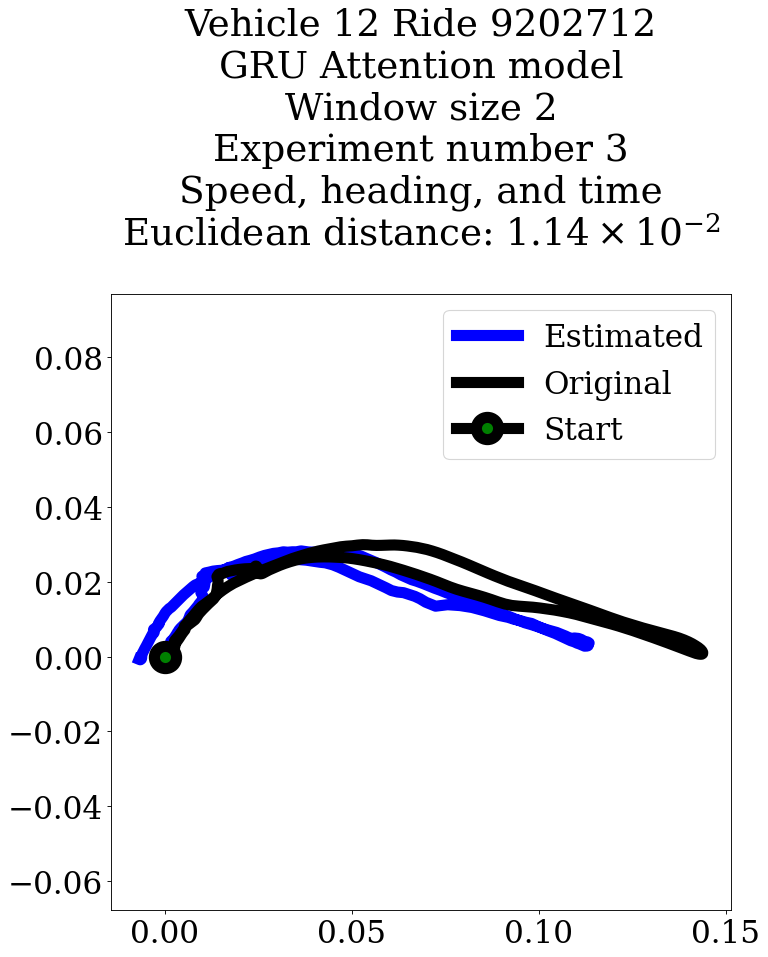 Vehicle 12 Ride 9202712
GRU Attention model
Window size 2
Experiment number 3
Speed, heading, and time
Euclidean distance: 1.14 × 10⁻²
Estimated
Original
Start
0.08
0.06
0.04
0.02
0.00
−0.02
−0.04
−0.06
0.00 0.05 0.10 0.15